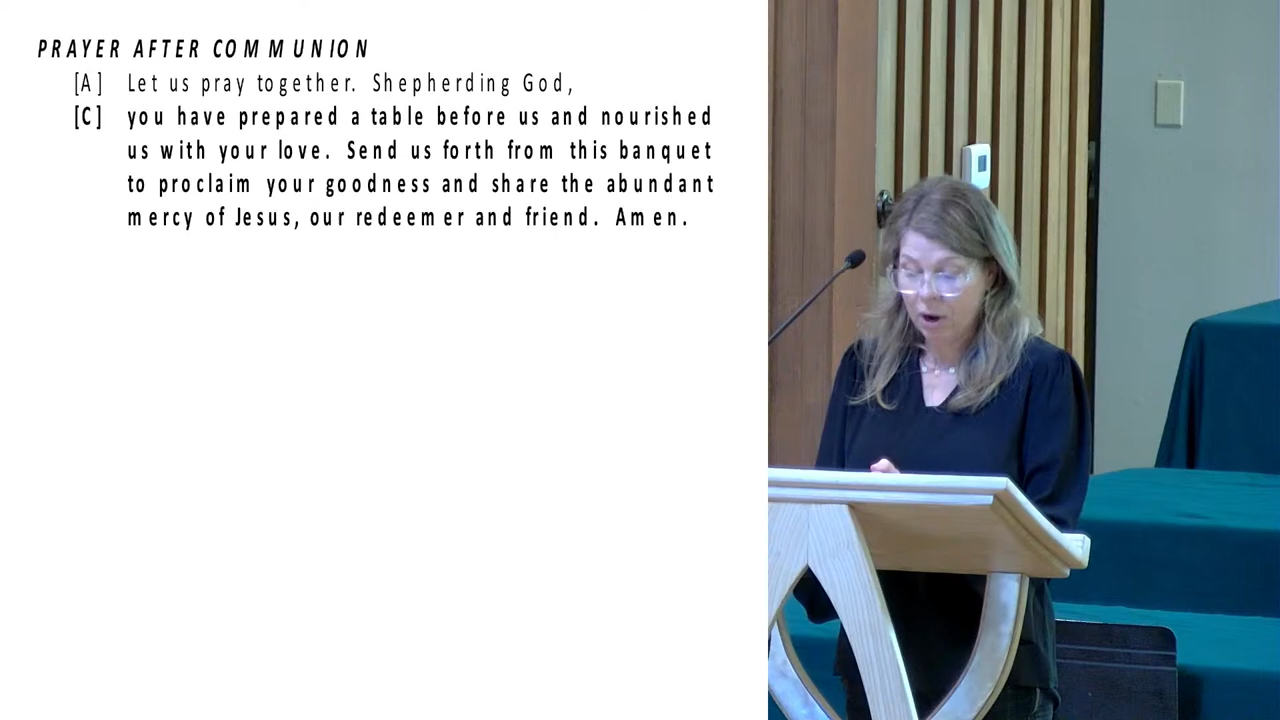 PRAYER AFTER COMMUNION
[A] Let us pray together. Shepherding God,
[C] you have prepared a table before us and nourished
us with your love. Send us forth from this banquet
to proclaim your goodness and share the abundant
mercy of Jesus, our redeemer and friend. Amen.